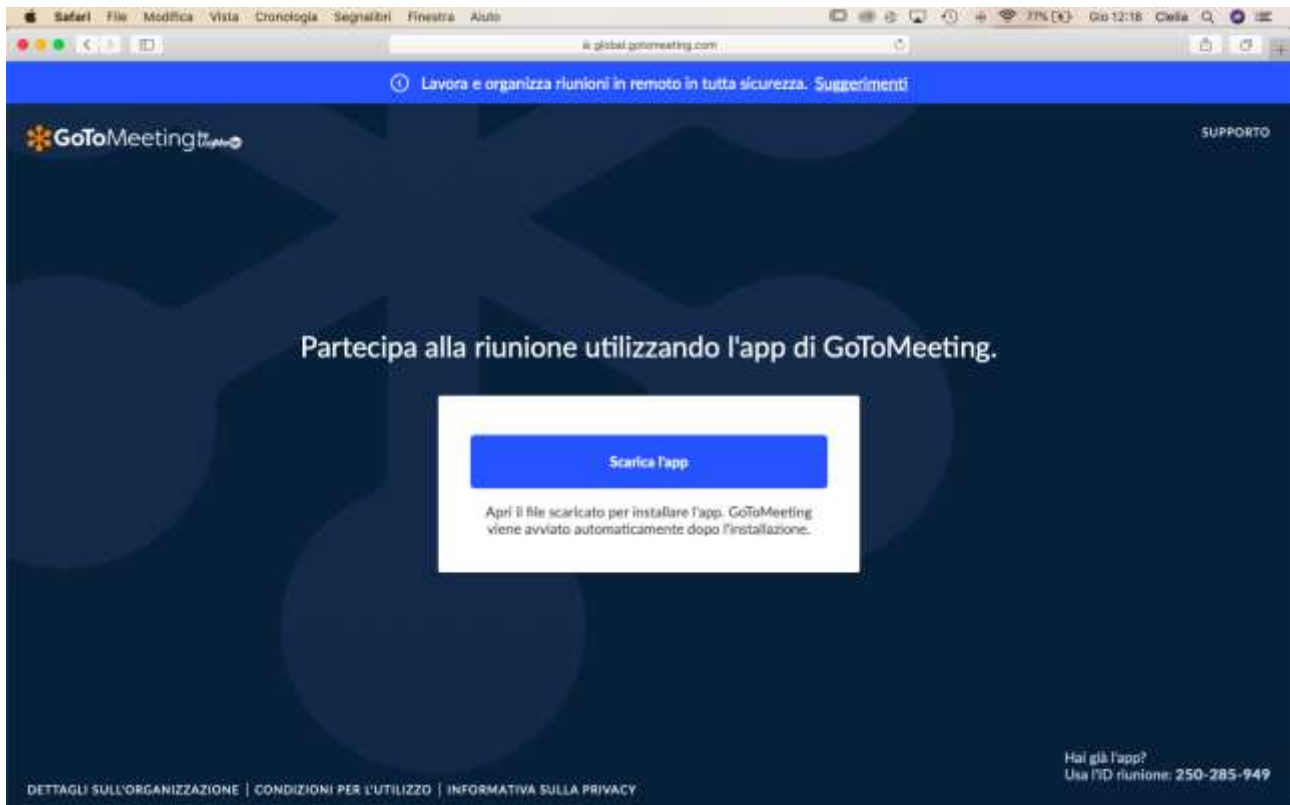 Safari File Modifica Vista Cronologia Segnalibri Finestra Aiuto 77% Gio 12:18 Clelia
global.gotomeeting.com
Lavora e organizza riunioni in remoto in tutta sicurezza. Suggerimenti
GoToMeeting
SUPPORTO
Partecipa alla riunione utilizzando l'app di GoToMeeting.
Scarica l'app
Apri il file scaricato per installare l'app. GoToMeeting
viene avviato automaticamente dopo l'installazione.
Hai già l'app?
Usa l'ID riunione: 250-285-949
DETTAGLI SULL'ORGANIZZAZIONE | CONDIZIONI PER L'UTILIZZO | INFORMATIVA SULLA PRIVACY